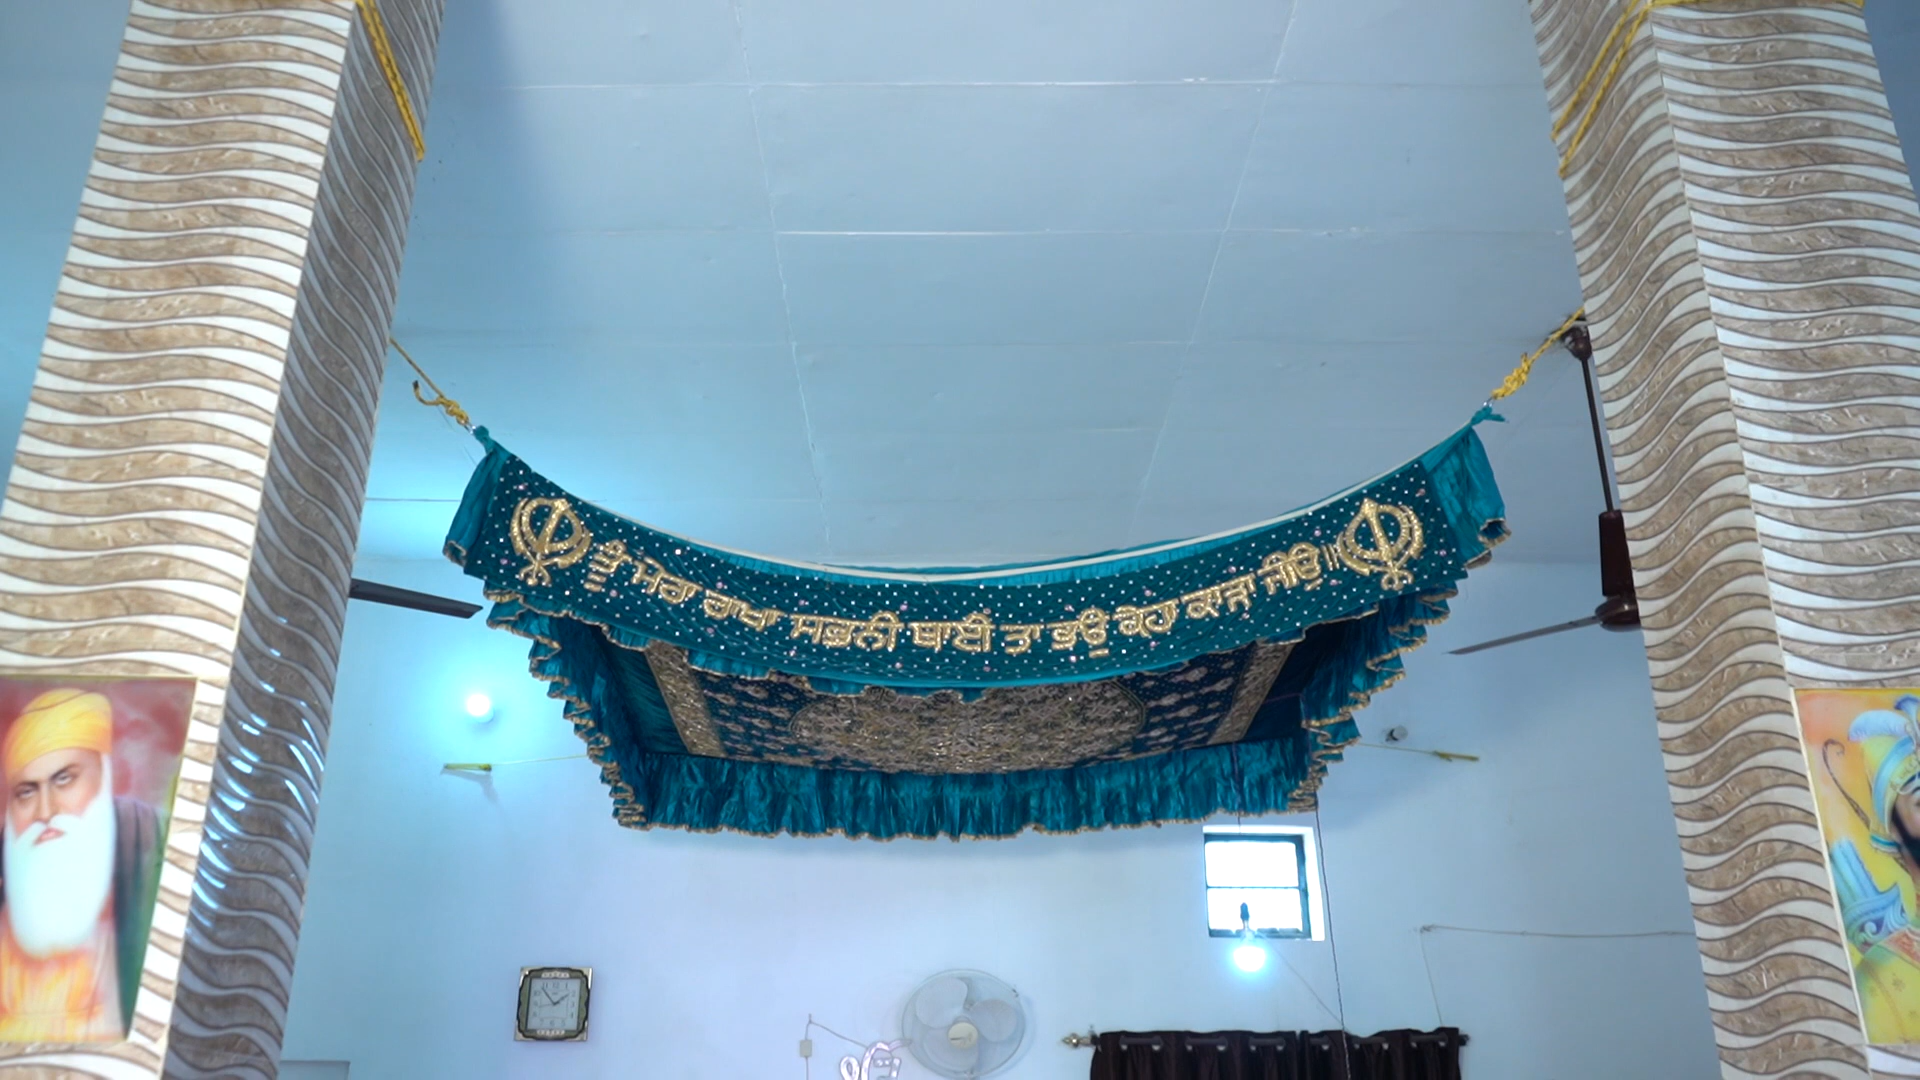 ਤੂੰ ਮੇਰਾ ਰਾਖਾ ਸਭਨੀ ਥਾਈ ਤਾ ਭਉ ਕੇਹਾ ਕਾੜਾ ਜੀਉ॥
ੴ